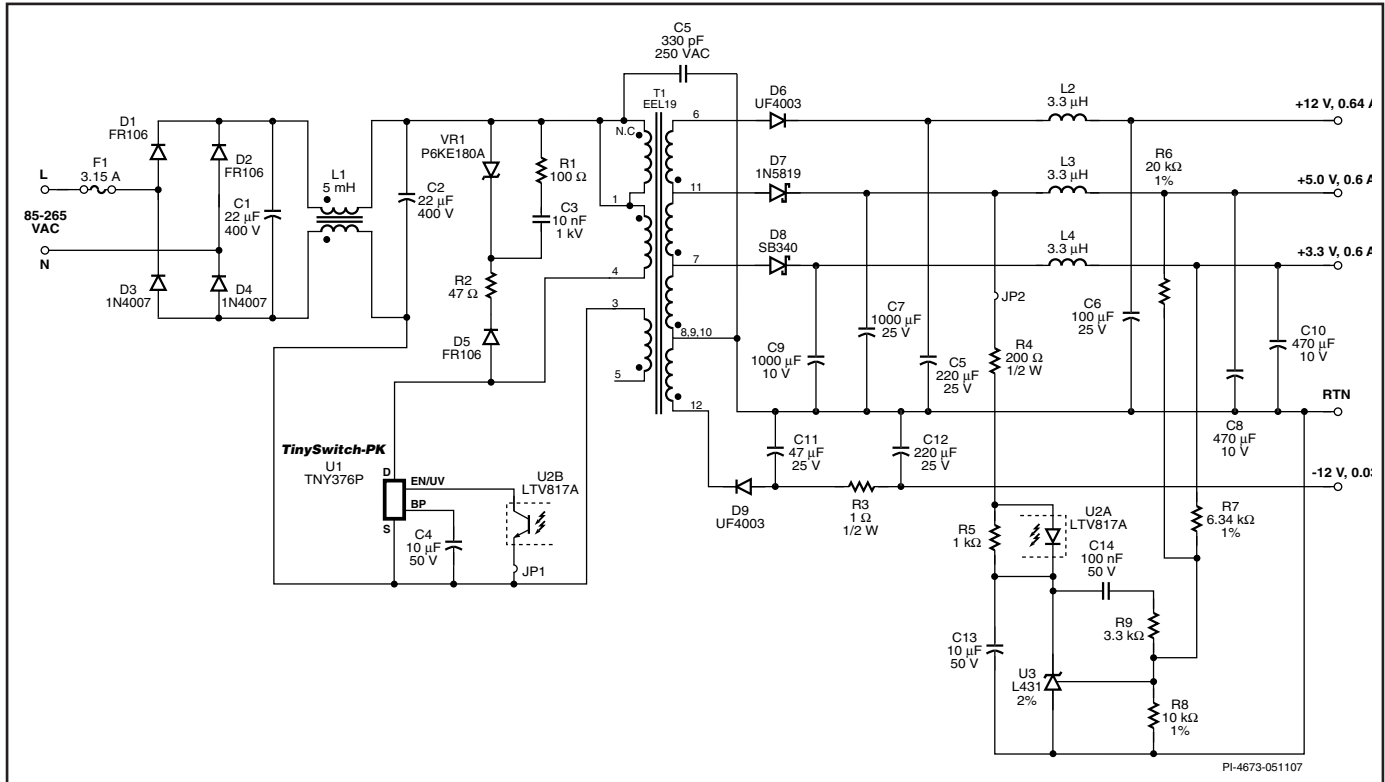 C5
330 pF
250 VAC
D1
FR106
F1
3.15 A
L
85-265
VAC
N
D2
FR106
C1
22 µF
400 V
D3
1N4007
D4
1N4007
L1
5 mH
C2
22 µF
400 V
VR1
P6KE180A
R1
100 Ω
C3
10 nF
1 kV
R2
47 Ω
D5
FR106
T1
EEL19
N.C
1
4
3
5
6
11
7
8,9,10
12
D6
UF4003
D7
1N5819
D8
SB340
L2
3.3 µH
L3
3.3 µH
L4
3.3 µH
+12 V, 0.64
R6
20 kΩ
1%
+5.0 V, 0.6
+3.3 V, 0.6
JP2
C7
1000 µF
25 V
C9
1000 µF
10 V
C5
220 µF
25 V
R4
200 Ω
1/2 W
C6
100 µF
25 V
C10
470 µF
10 V
C8
470 µF
10 V
RTN
C11
47 µF
25 V
C12
220 µF
25 V
-12 V,
D9
UF4003
R3
1 Ω
1/2 W
TinySwitch-PK
U1
TNY376P
D
EN/UV
BP
S
C4
10 µF
50 V
U2B
LTV817A
JP1
R5
1 kΩ
U2A
LTV817A
C14
100 nF
50 V
R7
6.34 kΩ
1%
R9
3.3 kΩ
C13
10 µF
50 V
U3
L431
2%
R8
10 kΩ
1%
PI-4673-051107